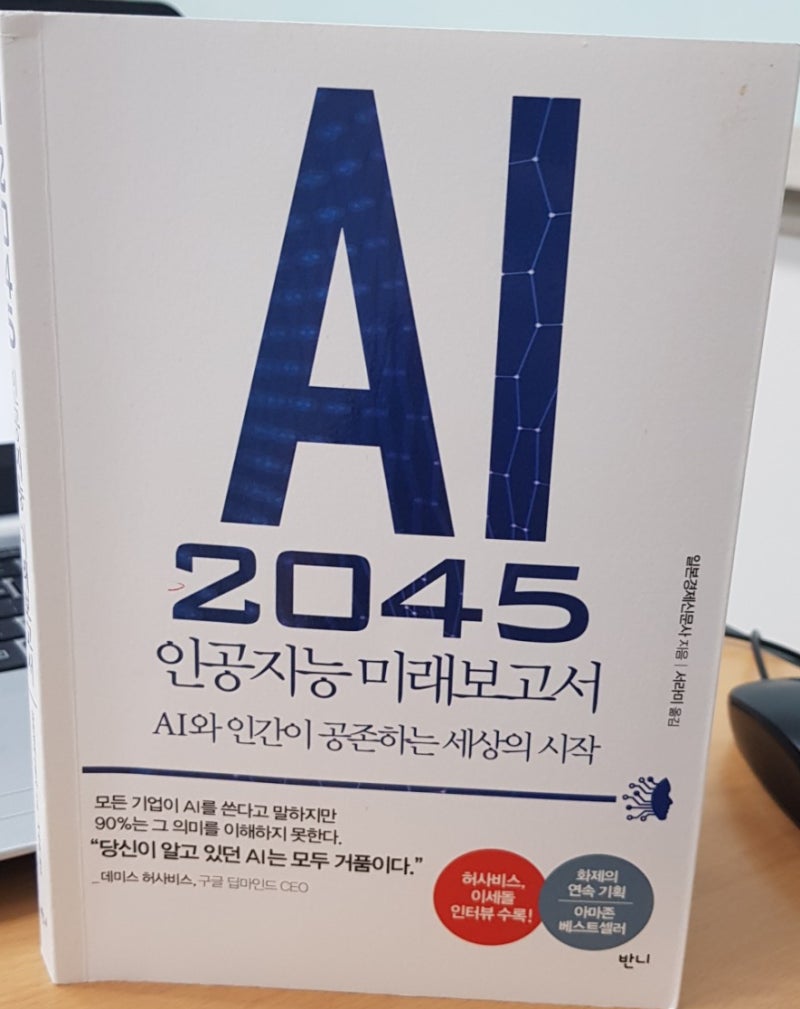 AI
2045
인공지능 미래보고서
AI와 인간이 공존하는 세상의 시작
일본경제신문사 지음 | 서라미 옮김
모든 기업이 AI를 쓴다고 말하지만
90%는 그 의미를 이해하지 못한다.
“당신이 알고 있던 AI는 모두 거품이다.”
_데미스 허사비스, 구글 딥마인드 CEO
허사비스,
이세돌
인터뷰 수록!
화제의
연속 기획
아마존
베스트셀러
반니